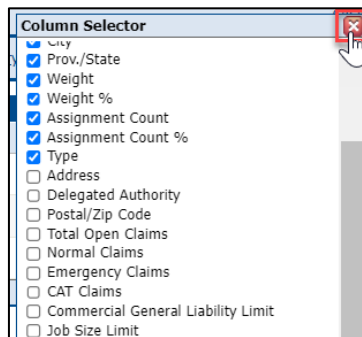 Column Selector
City
Prov./State
Weight
Weight %
Assignment Count
Assignment Count %
Type
Address
Delegated Authority
Postal/Zip Code
Total Open Claims
Normal Claims
Emergency Claims
CAT Claims
Commercial General Liability Limit
Job Size Limit